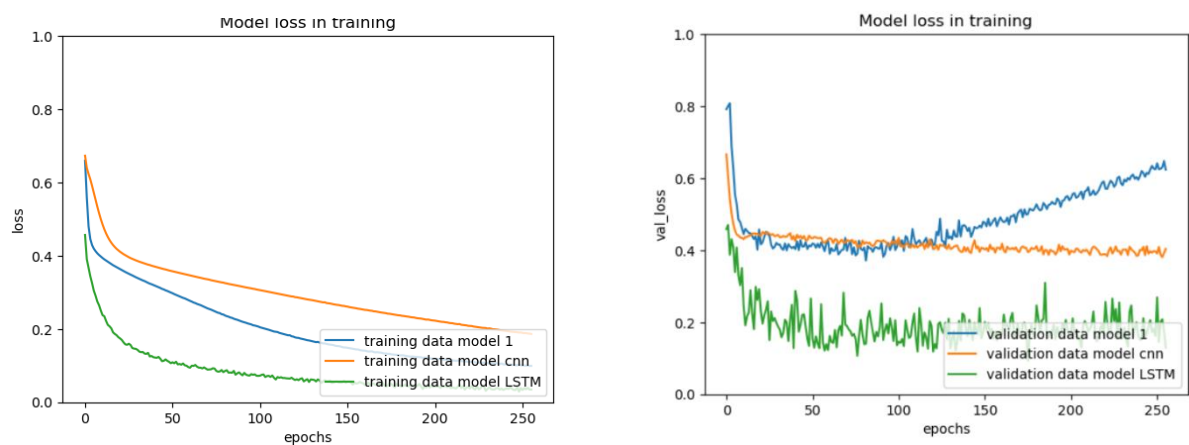 Model loss in training
1.0
0.8
0.6
0.4
0.2
0.0
loss
0 50 100 150 200 250
epochs
training data model 1
training data model cnn
training data model LSTM
Model loss in training
1.0
0.8
0.6
0.4
0.2
0.0
val_loss
0 50 100 150 200 250
epochs
validation data model 1
validation data model cnn
validation data model LSTM